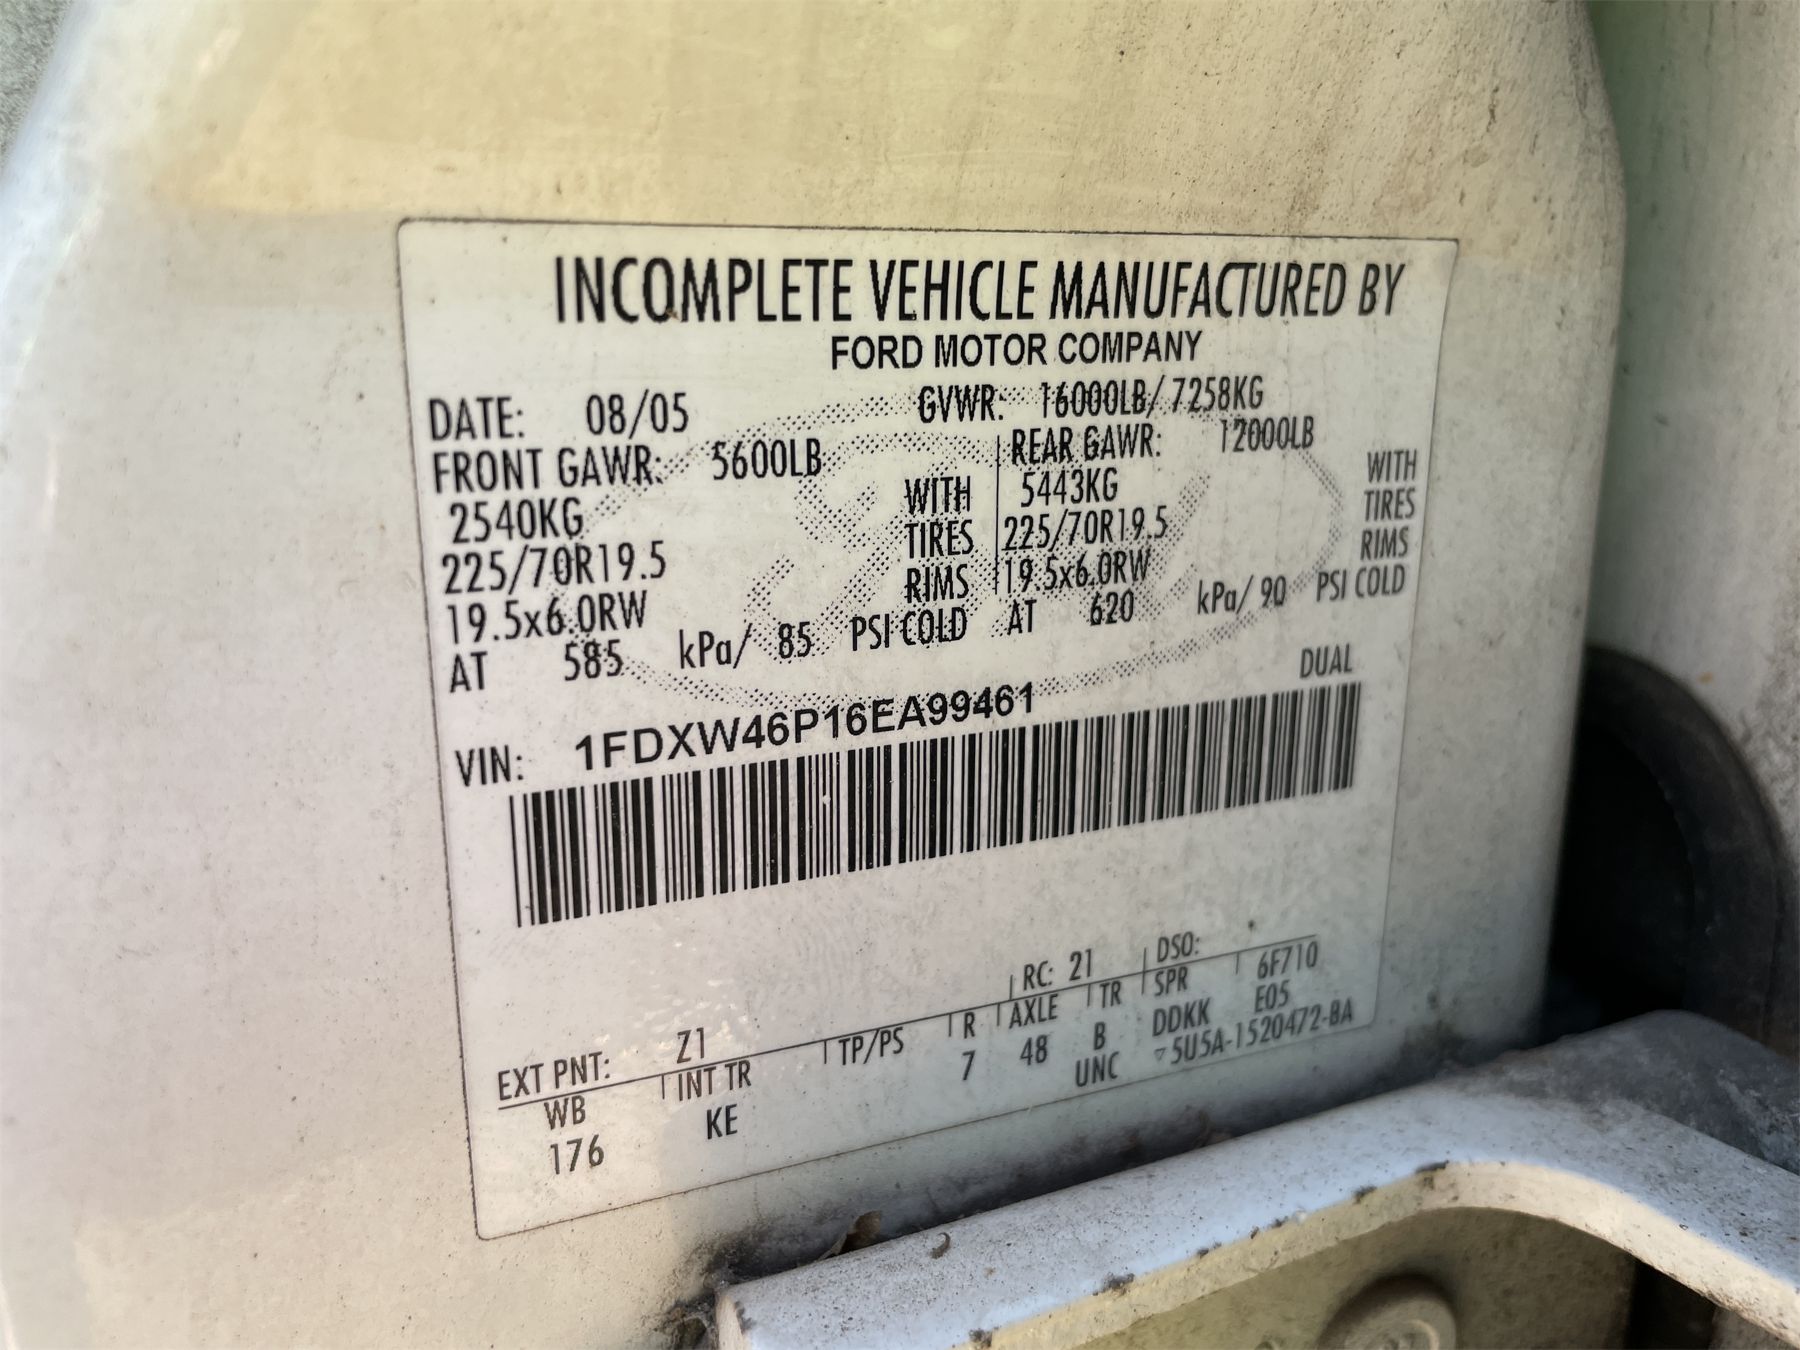 INCOMPLETE VEHICLE MANUFACTURED BY
FORD MOTOR COMPANY
DATE: 08/05 GVWR: 16000LB/ 7258KG
FRONT GAWR: 5600LB REAR GAWR: 12000LB
2540KG WITH 5443KG WITH
225/70R19.5 TIRES 225/70R19.5 TIRES
19.5x6.0RW RIMS 19.5x6.0RW RIMS
AT 585 kPa/ 85 PSI COLD AT 620 kPa/ 90 PSI COLD
DUAL
VIN: 1FDXW46P16EA99461
EXT PNT: Z1 RC: 21 DSO:
WB INT TR TP/PS R AXLE TR SPR 6F710
176 KE 7 48 B DDKK E05
UNC ▿5U5A-1520472-BA